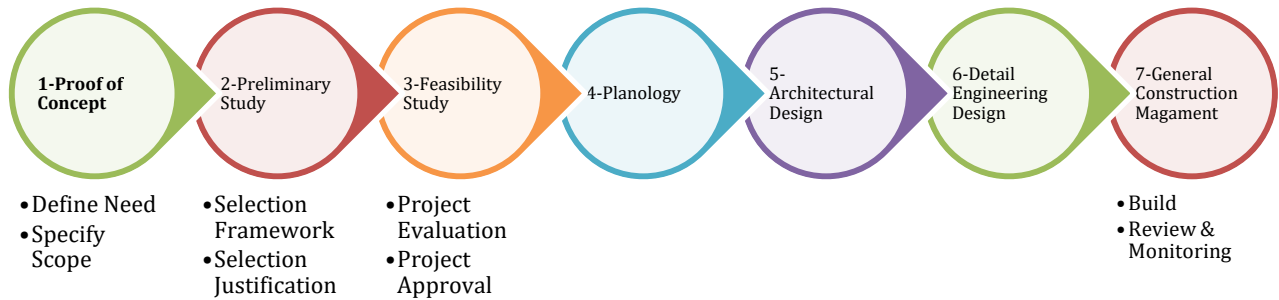 1-Proof of
Concept
2-Preliminary
Study
3-Feasibility
Study
4-Planology
5-
Architectural
Design
6-Detail
Engineering
Design
7-General
Construction
Magament
•Define Need
•Specify
Scope
•Selection
Framework
•Selection
Justification
•Project
Evaluation
•Project
Approval
•Build
•Review &
Monitoring